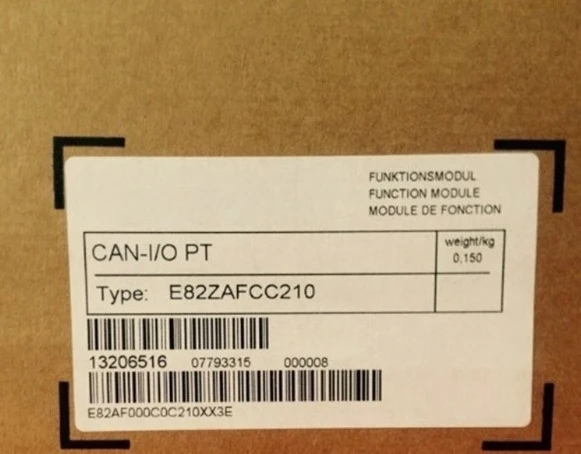 FUNKTIONSMODUL
FUNCTION MODULE
MODULE DE FONCTION
CAN-I/O PT
weight/kg
0,150
Type: E82ZAFCC210
13206516 07793315 000008
E82AF000C0C210XX3E